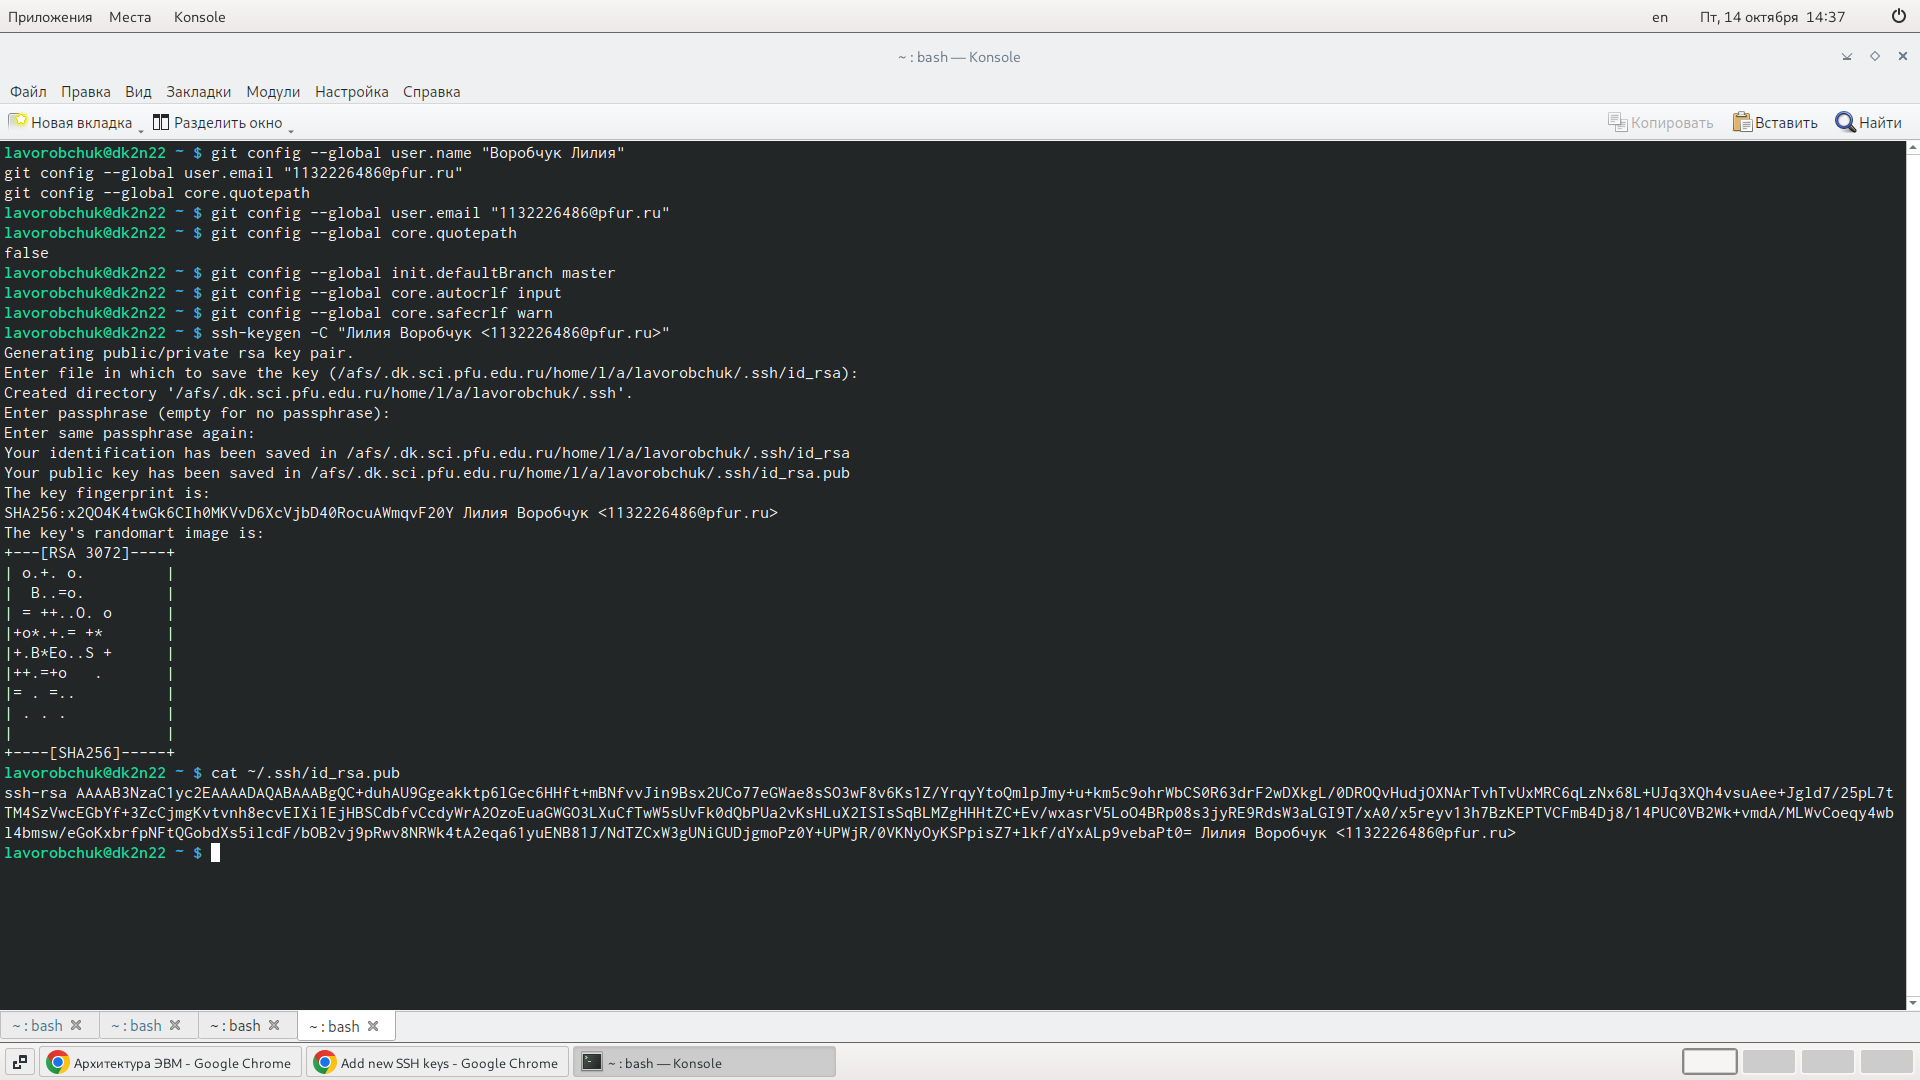 Приложения Места Konsole en Пт, 14 октября 14:37
~ : bash — Konsole
Файл Правка Вид Закладки Модули Настройка Справка
Новая вкладка Разделить окно Копировать Вставить Найти
lavorobchuk@dk2n22 ~ $ git config --global user.name "Воробчук Лилия"
git config --global user.email "1132226486@pfur.ru"
git config --global core.quotepath
lavorobchuk@dk2n22 ~ $ git config --global user.email "1132226486@pfur.ru"
lavorobchuk@dk2n22 ~ $ git config --global core.quotepath
false
lavorobchuk@dk2n22 ~ $ git config --global init.defaultBranch master
lavorobchuk@dk2n22 ~ $ git config --global core.autocrlf input
lavorobchuk@dk2n22 ~ $ git config --global core.safecrlf warn
lavorobchuk@dk2n22 ~ $ ssh-keygen -C "Лилия Воробчук <1132226486@pfur.ru>"
Generating public/private rsa key pair.
Enter file in which to save the key (/afs/.dk.sci.pfu.edu.ru/home/l/a/lavorobchuk/.ssh/id_rsa):
Created directory '/afs/.dk.sci.pfu.edu.ru/home/l/a/lavorobchuk/.ssh'.
Enter passphrase (empty for no passphrase):
Enter same passphrase again:
Your identification has been saved in /afs/.dk.sci.pfu.edu.ru/home/l/a/lavorobchuk/.ssh/id_rsa
Your public key has been saved in /afs/.dk.sci.pfu.edu.ru/home/l/a/lavorobchuk/.ssh/id_rsa.pub
The key fingerprint is:
SHA256:x2QO4K4twGk6CIh0MKVvD6XcVjbD40RocuAWmqvF20Y Лилия Воробчук <1132226486@pfur.ru>
The key's randomart image is:
+---[RSA 3072]----+
| o.+. o.         |
|  B..=o.         |
| = ++..O. o      |
|+o*.+.= +*       |
|+.B*Eo..S +      |
|++.=+o   .       |
|= . =..          |
| . . .           |
|                 |
+----[SHA256]-----+
lavorobchuk@dk2n22 ~ $ cat ~/.ssh/id_rsa.pub
ssh-rsa AAAAB3NzaC1yc2EAAAADAQABAAABgQC+duhAU9Ggeakktp6lGec6HHft+mBNfvvJin9Bsx2UCo77eGWae8sSO3wF8v6Ks1Z/YrqyYtoQmlpJmy+u+km5c9ohrWbCS0R63drF2wDXkgL/0DROQvHudjOXNArTvhTvUxMRC6qLzNx68L+UJq3XQh4vsuAee+Jgld7/25pL7t
TM4SzVwcEGbYf+3ZcCjmgKvtvnh8ecvEIXi1EjHBSCdbfvCcdyWrA2OzoEuaGWGO3LXuCfTwW5sUvFk0dQbPUa2vKsHLuX2ISIsSqBLMZgHHHtZC+Ev/wxasrV5LoO4BRp08s3jyRE9RdsW3aLGI9T/xA0/x5reyv13h7BzKEPTVCFmB4Dj8/14PUC0VB2Wk+vmdA/MLWvCoeqy4wb
l4bmsw/eGoKxbrfpNFtQGobdXs5ilcdF/bOB2vj9pRwv8NRWk4tA2eqa61yuENB81J/NdTZCxW3gUNiGUDjgmoPz0Y+UPWjR/0VKNyOyKSPpisZ7+lkf/dYxALp9vebaPt0= Лилия Воробчук <1132226486@pfur.ru>
lavorobchuk@dk2n22 ~ $
~ : bash ~ : bash ~ : bash ~ : bash
Архитектура ЭВМ - Google Chrome Add new SSH keys - Google Chrome ~ : bash — Konsole